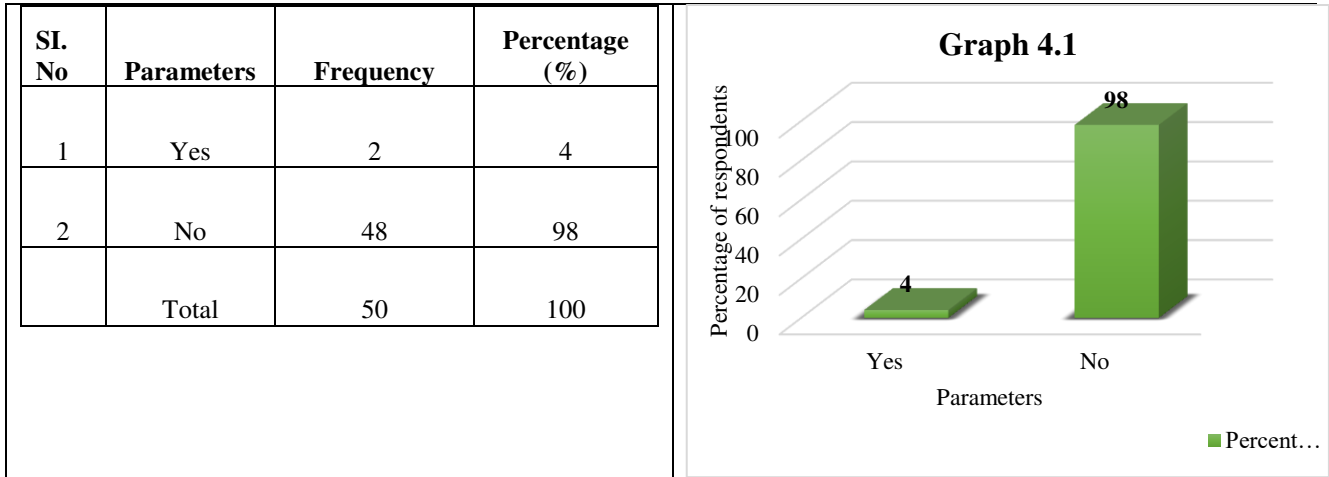 SI. No Parameters Frequency Percentage (%)
1 Yes 2 4
2 No 48 98
Total 50 100
Graph 4.1
Percentage of respondents
100
80
60
40
20
0
4
98
Yes No
Parameters
Percent…